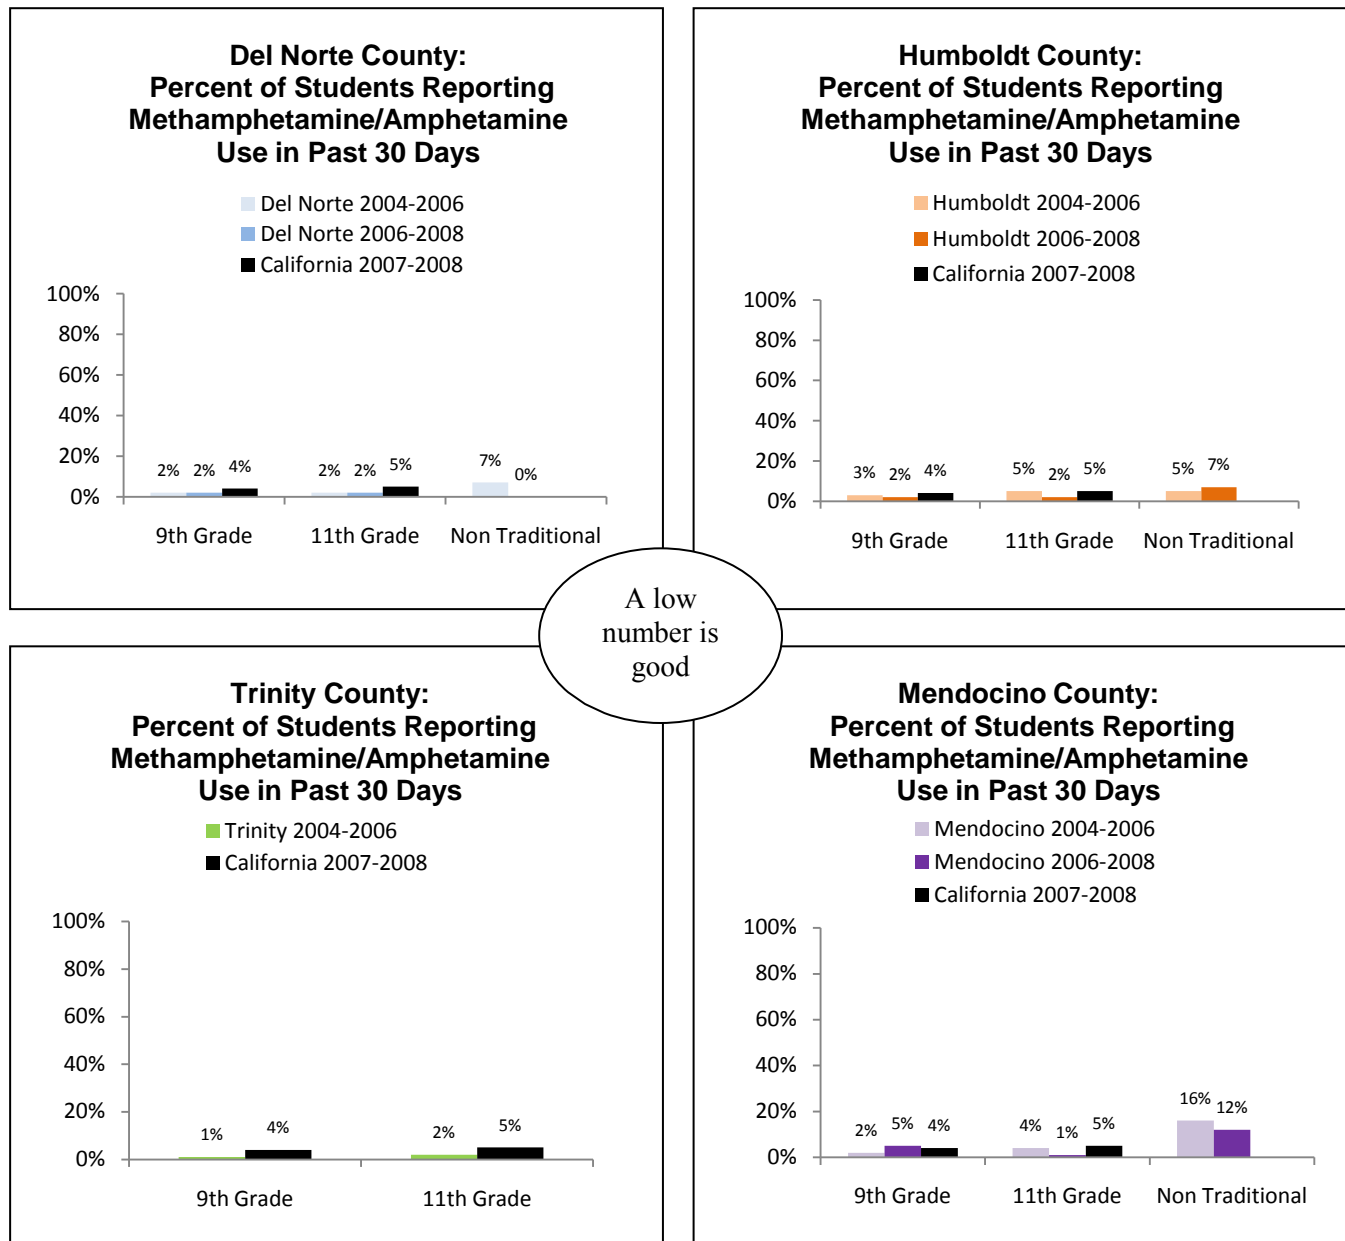 Del Norte County:
Percent of Students Reporting
Methamphetamine/Amphetamine
Use in Past 30 Days
Del Norte 2004-2006
Del Norte 2006-2008
California 2007-2008
100%
80%
60%
40%
20%
0%
2% 2% 4% 2% 2% 5% 7% 0%
9th Grade 11th Grade Non Traditional
Humboldt County:
Percent of Students Reporting
Methamphetamine/Amphetamine
Use in Past 30 Days
Humboldt 2004-2006
Humboldt 2006-2008
California 2007-2008
100%
80%
60%
40%
20%
0%
3% 2% 4% 5% 2% 5% 5% 7%
9th Grade 11th Grade Non Traditional
A low
number is
good
Trinity County:
Percent of Students Reporting
Methamphetamine/Amphetamine
Use in Past 30 Days
Trinity 2004-2006
California 2007-2008
100%
80%
60%
40%
20%
0%
1% 4% 2% 5%
9th Grade 11th Grade
Mendocino County:
Percent of Students Reporting
Methamphetamine/Amphetamine
Use in Past 30 Days
Mendocino 2004-2006
Mendocino 2006-2008
California 2007-2008
100%
80%
60%
40%
20%
0%
2% 5% 4% 4% 1% 5% 16% 12%
9th Grade 11th Grade Non Traditional